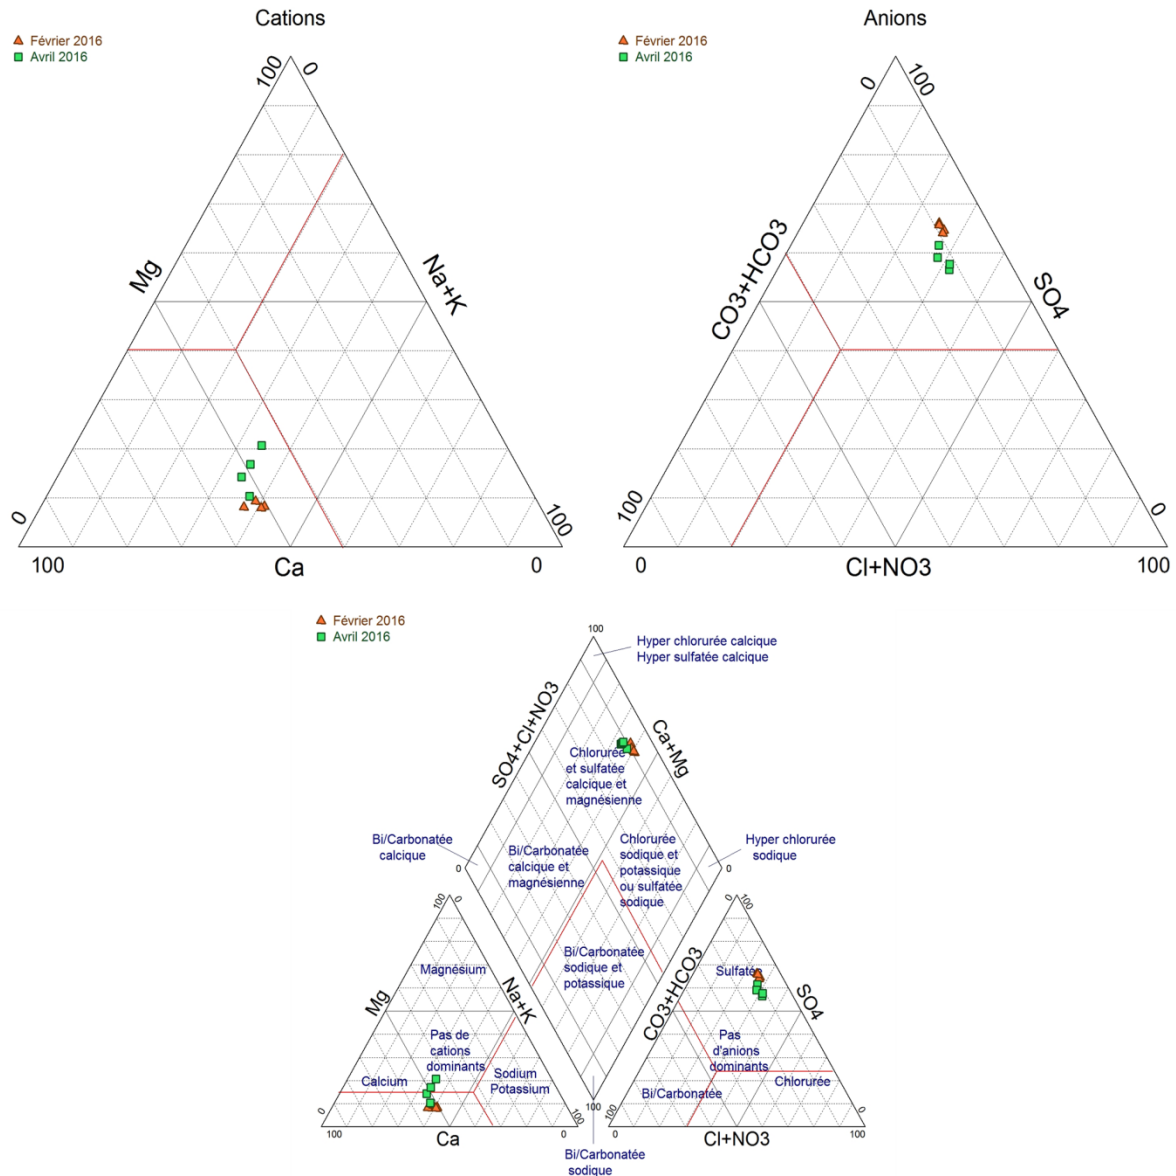 Cations
Février 2016
Avril 2016
100
0
Mg
Na+K
0
100
100
Ca
0
Anions
Février 2016
Avril 2016
0
100
CO3+HCO3
SO4
100
0
0
Cl+NO3
100
Février 2016
Avril 2016
100
Hyper chlorurée calcique
Hyper sulfatée calcique
SO4+Cl+NO3
Ca+Mg
Chlorurée
et sulfatée
calcique et
magnésienne
Bi/Carbonatée
calcique
Bi/Carbonatée
calcique et
magnésienne
Chlorurée
sodique et
potassique
ou sulfatée
sodique
Hyper chlorurée
sodique
0
0
Bi/Carbonatée
sodique et
potassique
100
Bi/Carbonatée
sodique
100
0
Mg
Na+K
Magnésium
Pas de
cations
dominants
Calcium
Sodium
Potassium
0
100
100
Ca
0
0
100
CO3+HCO3
SO4
Sulfatée
Pas
d'anions
dominants
Bi/Carbonatée
Chlorurée
100
0
0
Cl+NO3
100